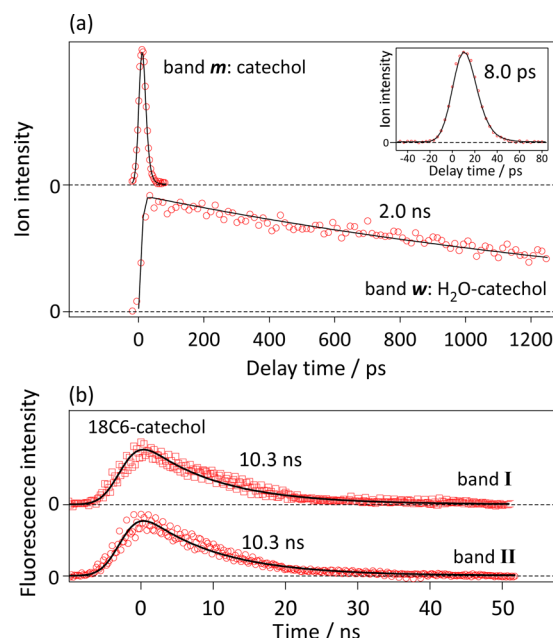 (a)
band m: catechol
8.0 ps
Ion intensity
0
-40 -20 0 20 40 60 80
Delay time / ps
Ion intensity
0
2.0 ns
band w: H₂O-catechol
0
0 200 400 600 800 1000 1200
Delay time / ps
(b)
18C6-catechol
Fluorescence intensity
10.3 ns
band I
0
10.3 ns
band II
0
0 10 20 30 40 50
Time / ns